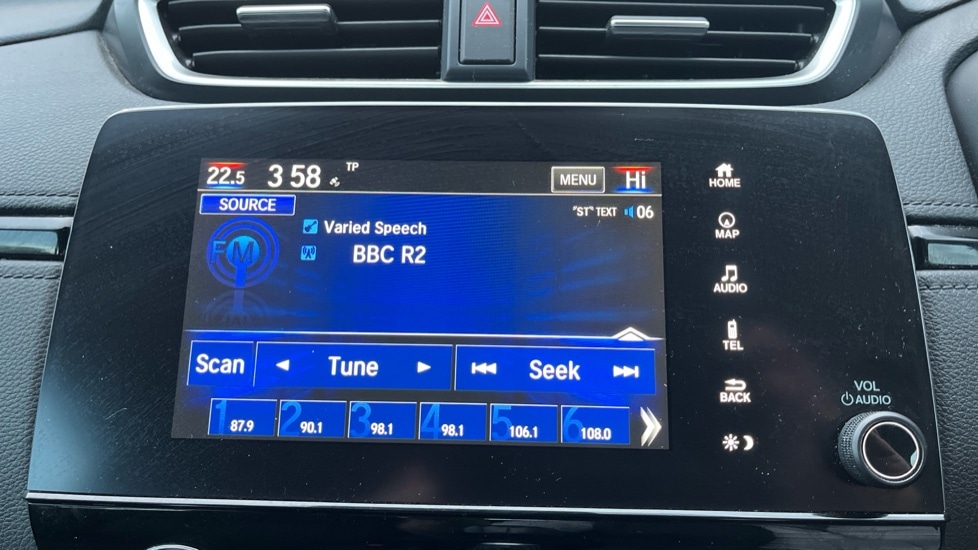 22.5 3 58 TP MENU Hi
HOME
SOURCE
"ST" TEXT 06
FM
Varied Speech
BBC R2
MAP
AUDIO
TEL
Scan Tune Seek
BACK
VOL
AUDIO
1 87.9 2 90.1 3 98.1 4 98.1 5 106.1 6 108.0